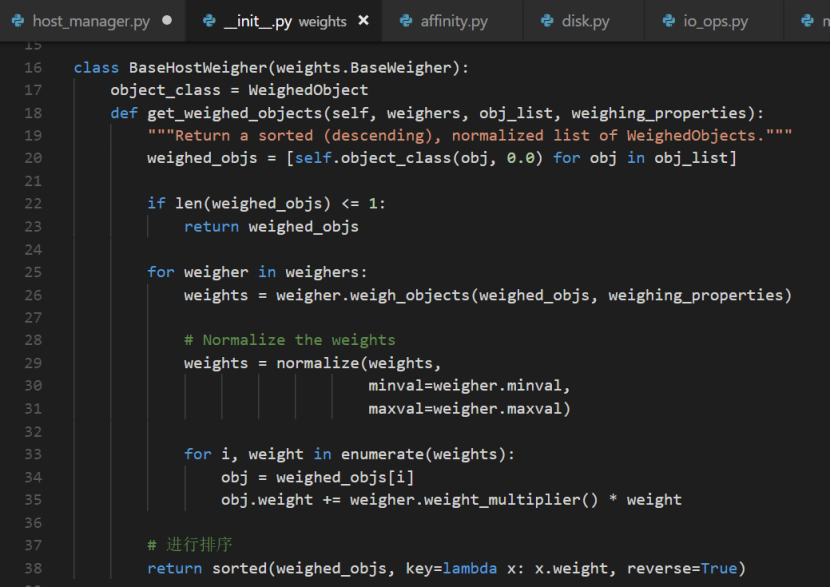 host_manager.py ● __init__.py weights × affinity.py disk.py io_ops.py
15
16 class BaseHostWeigher(weights.BaseWeigher):
17     object_class = WeighedObject
18     def get_weighed_objects(self, weighers, obj_list, weighing_properties):
19         """Return a sorted (descending), normalized list of WeighedObjects."""
20         weighed_objs = [self.object_class(obj, 0.0) for obj in obj_list]
21
22         if len(weighed_objs) <= 1:
23             return weighed_objs
24
25         for weigher in weighers:
26             weights = weigher.weigh_objects(weighed_objs, weighing_properties)
27
28             # Normalize the weights
29             weights = normalize(weights,
30                                 minval=weigher.minval,
31                                 maxval=weigher.maxval)
32
33             for i, weight in enumerate(weights):
34                 obj = weighed_objs[i]
35                 obj.weight += weigher.weight_multiplier() * weight
36
37         # 进行排序
38         return sorted(weighed_objs, key=lambda x: x.weight, reverse=True)